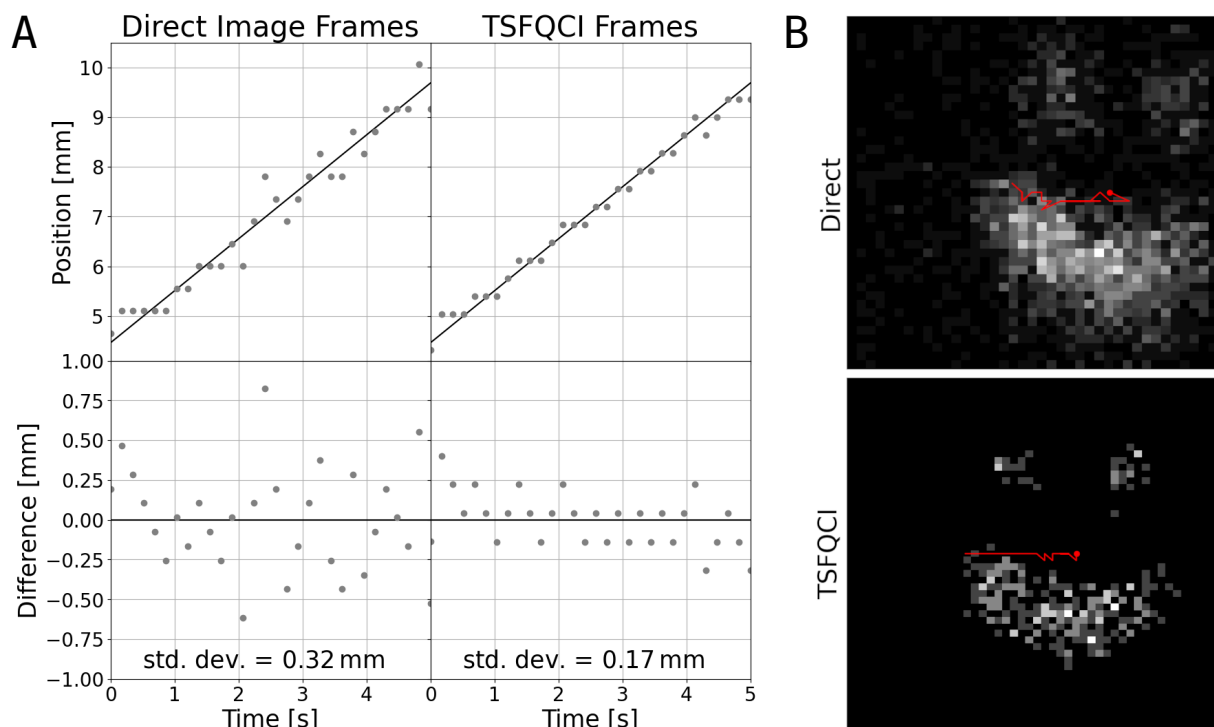 A
Direct Image Frames
TSFQCI Frames
B
Position [mm]
10
9
8
7
6
5
Difference [mm]
1.00
0.75
0.50
0.25
0.00
−0.25
−0.50
−0.75
−1.00
std. dev. = 0.32 mm
std. dev. = 0.17 mm
0 1 2 3 4 0 1 2 3 4 5
Time [s]
Time [s]
Direct
TSFQCI